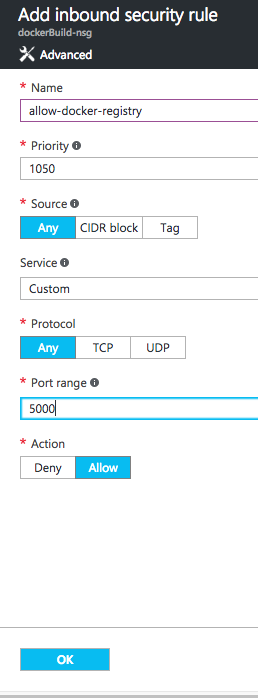 Add inbound security rule
dockerBuild-nsg
Advanced
* Name
allow-docker-registry
* Priority
1050
* Source
Any CIDR block Tag
Service
Custom
* Protocol
Any TCP UDP
* Port range
5000
* Action
Deny Allow
OK